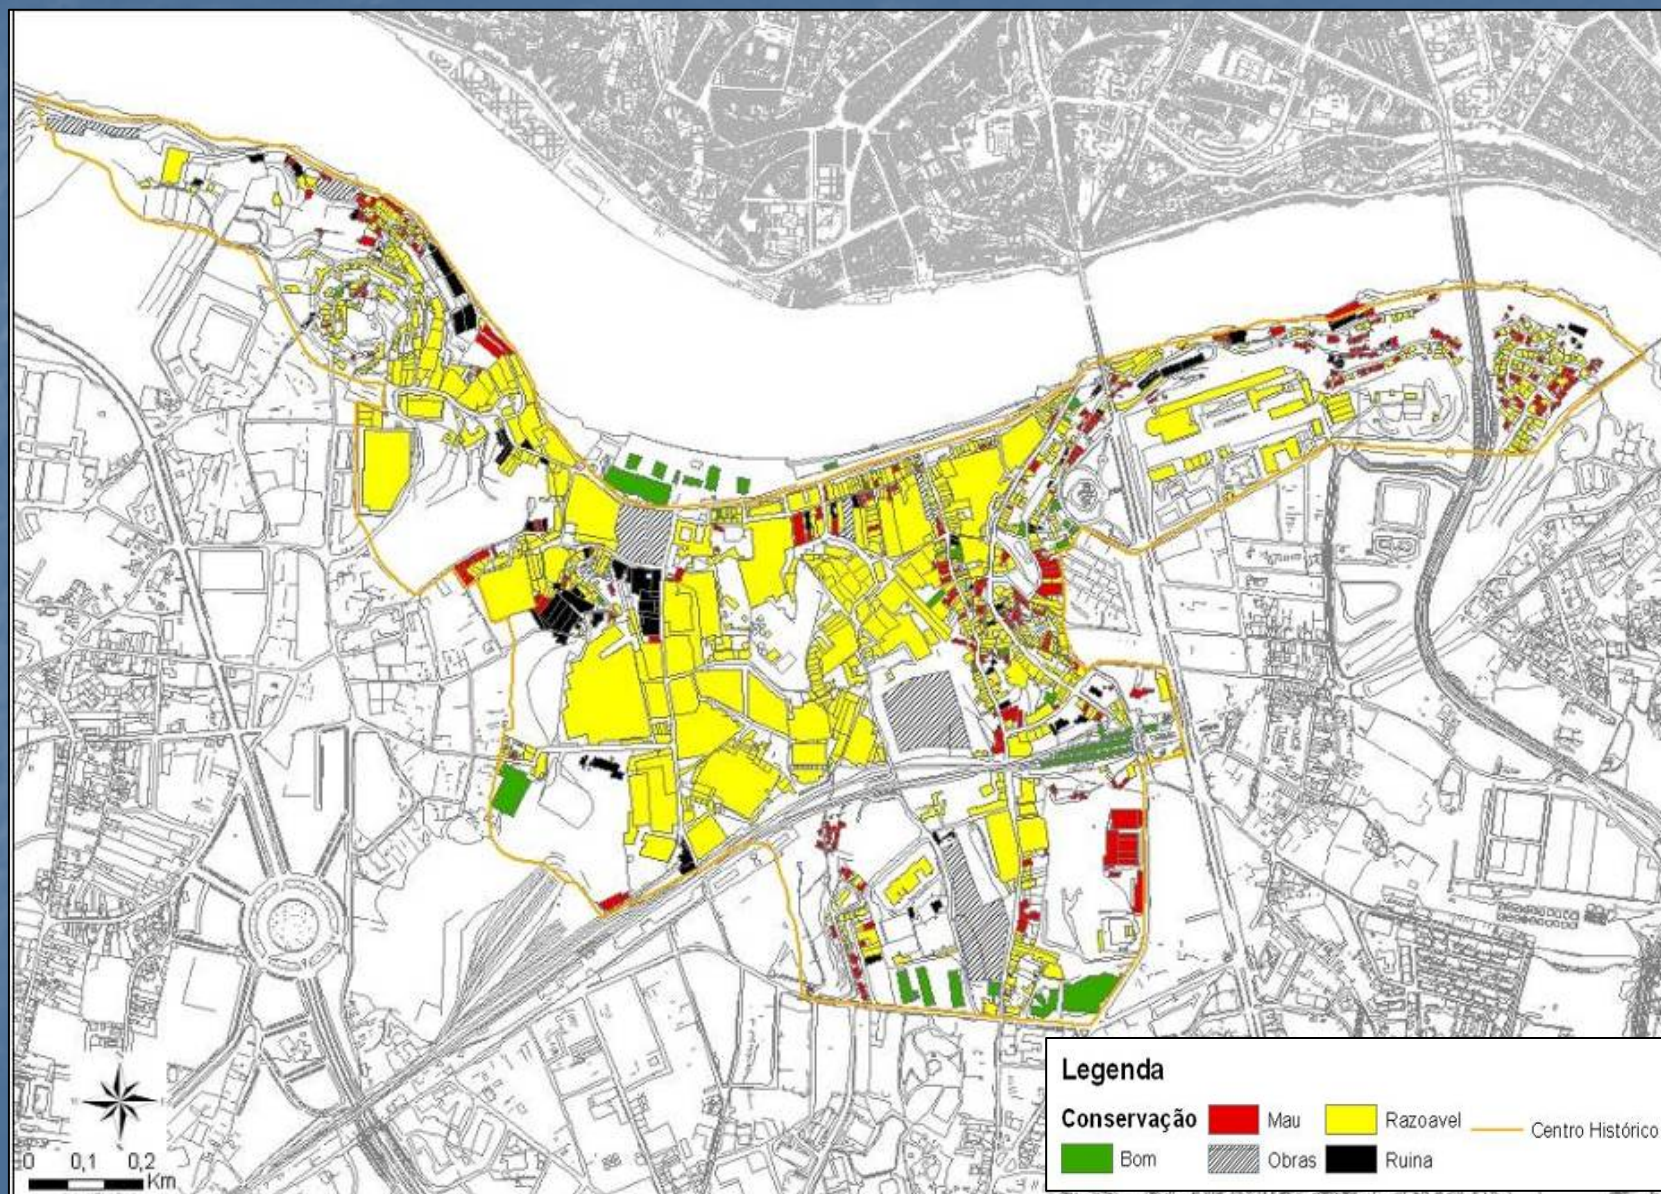 Legenda
Conservação
Mau
Razoavel
Centro Histórico
Bom
Obras
Ruina
0 0,1 0,2
Km